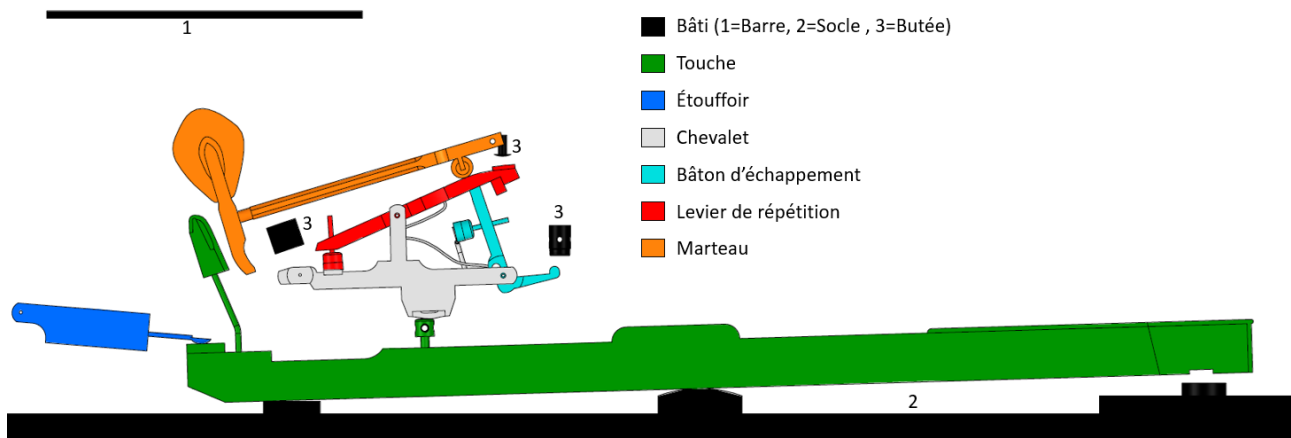 1
Bâti (1=Barre, 2=Socle , 3=Butée)
Touche
Étouffoir
Chevalet
Bâton d'échappement
Levier de répétition
Marteau
3
3
3
2